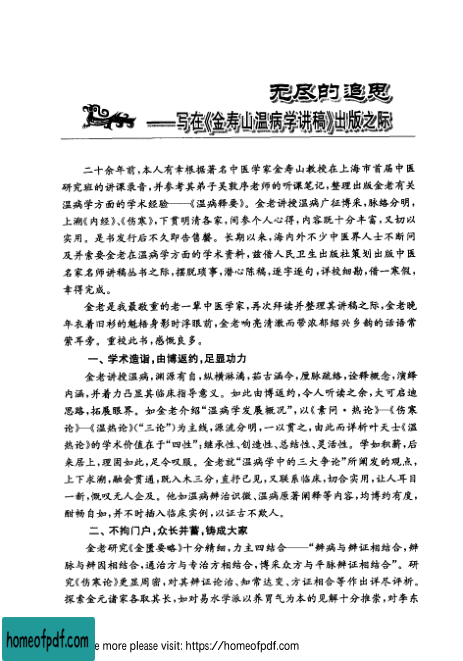 无尽的追思
——写在《金寿山温病学讲稿》出版之际
二十余年前,本人有幸根据著名中医学家金寿山教授在上海市首届中医
研究班的讲课录音,并参考其弟子吴敦序老师的听课笔记,整理出版金老有关
温病学方面的学术经验——《温病释要》。金老讲授温病广征博采,脉络分明,
上溯《内经》、《伤寒》,下贯明清各家,间参个人心得,内容既十分丰富,又切以
实用。是书发行后不久即告售罄。长期以来,海内外不少中医界人士不断问
及并索要金老在温病学方面的学术资料,兹借人民卫生出版社策划出版中医
名家名师讲稿丛书之际,摆脱琐事,潜心陈稿,逐字逐句,详校细勘,借一寒假,
幸得完成。
金老是我最敬重的老一辈中医学家,再次拜读并整理其讲稿之际,金老晚
年衣着旧衫的魁梧身影时浮眼前,金老响亮清澈而带浓郁绍兴乡韵的话语常
萦耳旁。重校此书,感慨良多。
一、学术造诣,由博返约,足显功力
金老讲授温病,渊源有自,纵横淋漓,茹古涵今,厘脉疏络,诠释概念,演绎
内涵,并着力凸显其临床指导意义。如此由博返约,令人听读之余,大可启迪
思路,拓展眼界。如金老介绍“温病学发展概况”,以《素问·热论》—《伤寒
论》—《温热论》(“三论”)为主线,源流分明,一以贯之,由此而详析叶天士《温
热论》的学术价值在于“四性”:继承性、创造性、总结性、灵活性。学如积薪,后
来居上,理固如此,足令叹服。金老就“温病学中的三大争论”所阐发的观点,
上下求溯,融会贯通,既入木三分,直抒己见,又联系临床,切合实用,让人耳目
一新,慨叹无人企及。他如温病辨治识微、温病原著阐释等内容,均博约有度,
酣畅自如,并不时插入临床实例,以证古不欺人。
二、不拘门户,众长并蓄,铸成大家
金老研究《金匮要略》十分精细,力主四结合——“辨病与辨证相结合,辨
脉与辨因相结合,通治方与专治方相结合,博采众方与平脉辨证相结合”。研
究《伤寒论》更显周密,对其辨证论治、知常达变、方证相合等作出详尽评析。
探索金元诸家各取其长,如对易水学派以养胃气为本的见解十分推崇,对李东
homeofpdf.com
e more please visit: https://homeofpdf.com